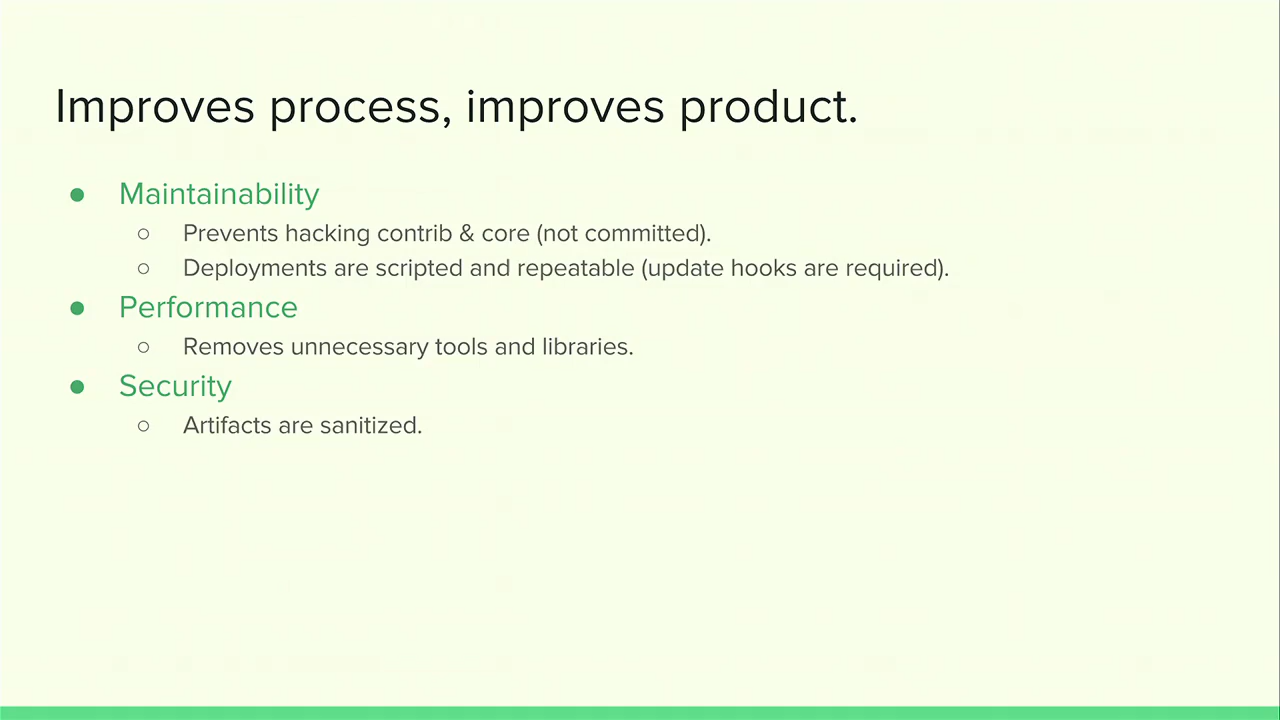 Improves process, improves product.
● Maintainability
○ Prevents hacking contrib & core (not committed).
○ Deployments are scripted and repeatable (update hooks are required).
● Performance
○ Removes unnecessary tools and libraries.
● Security
○ Artifacts are sanitized.